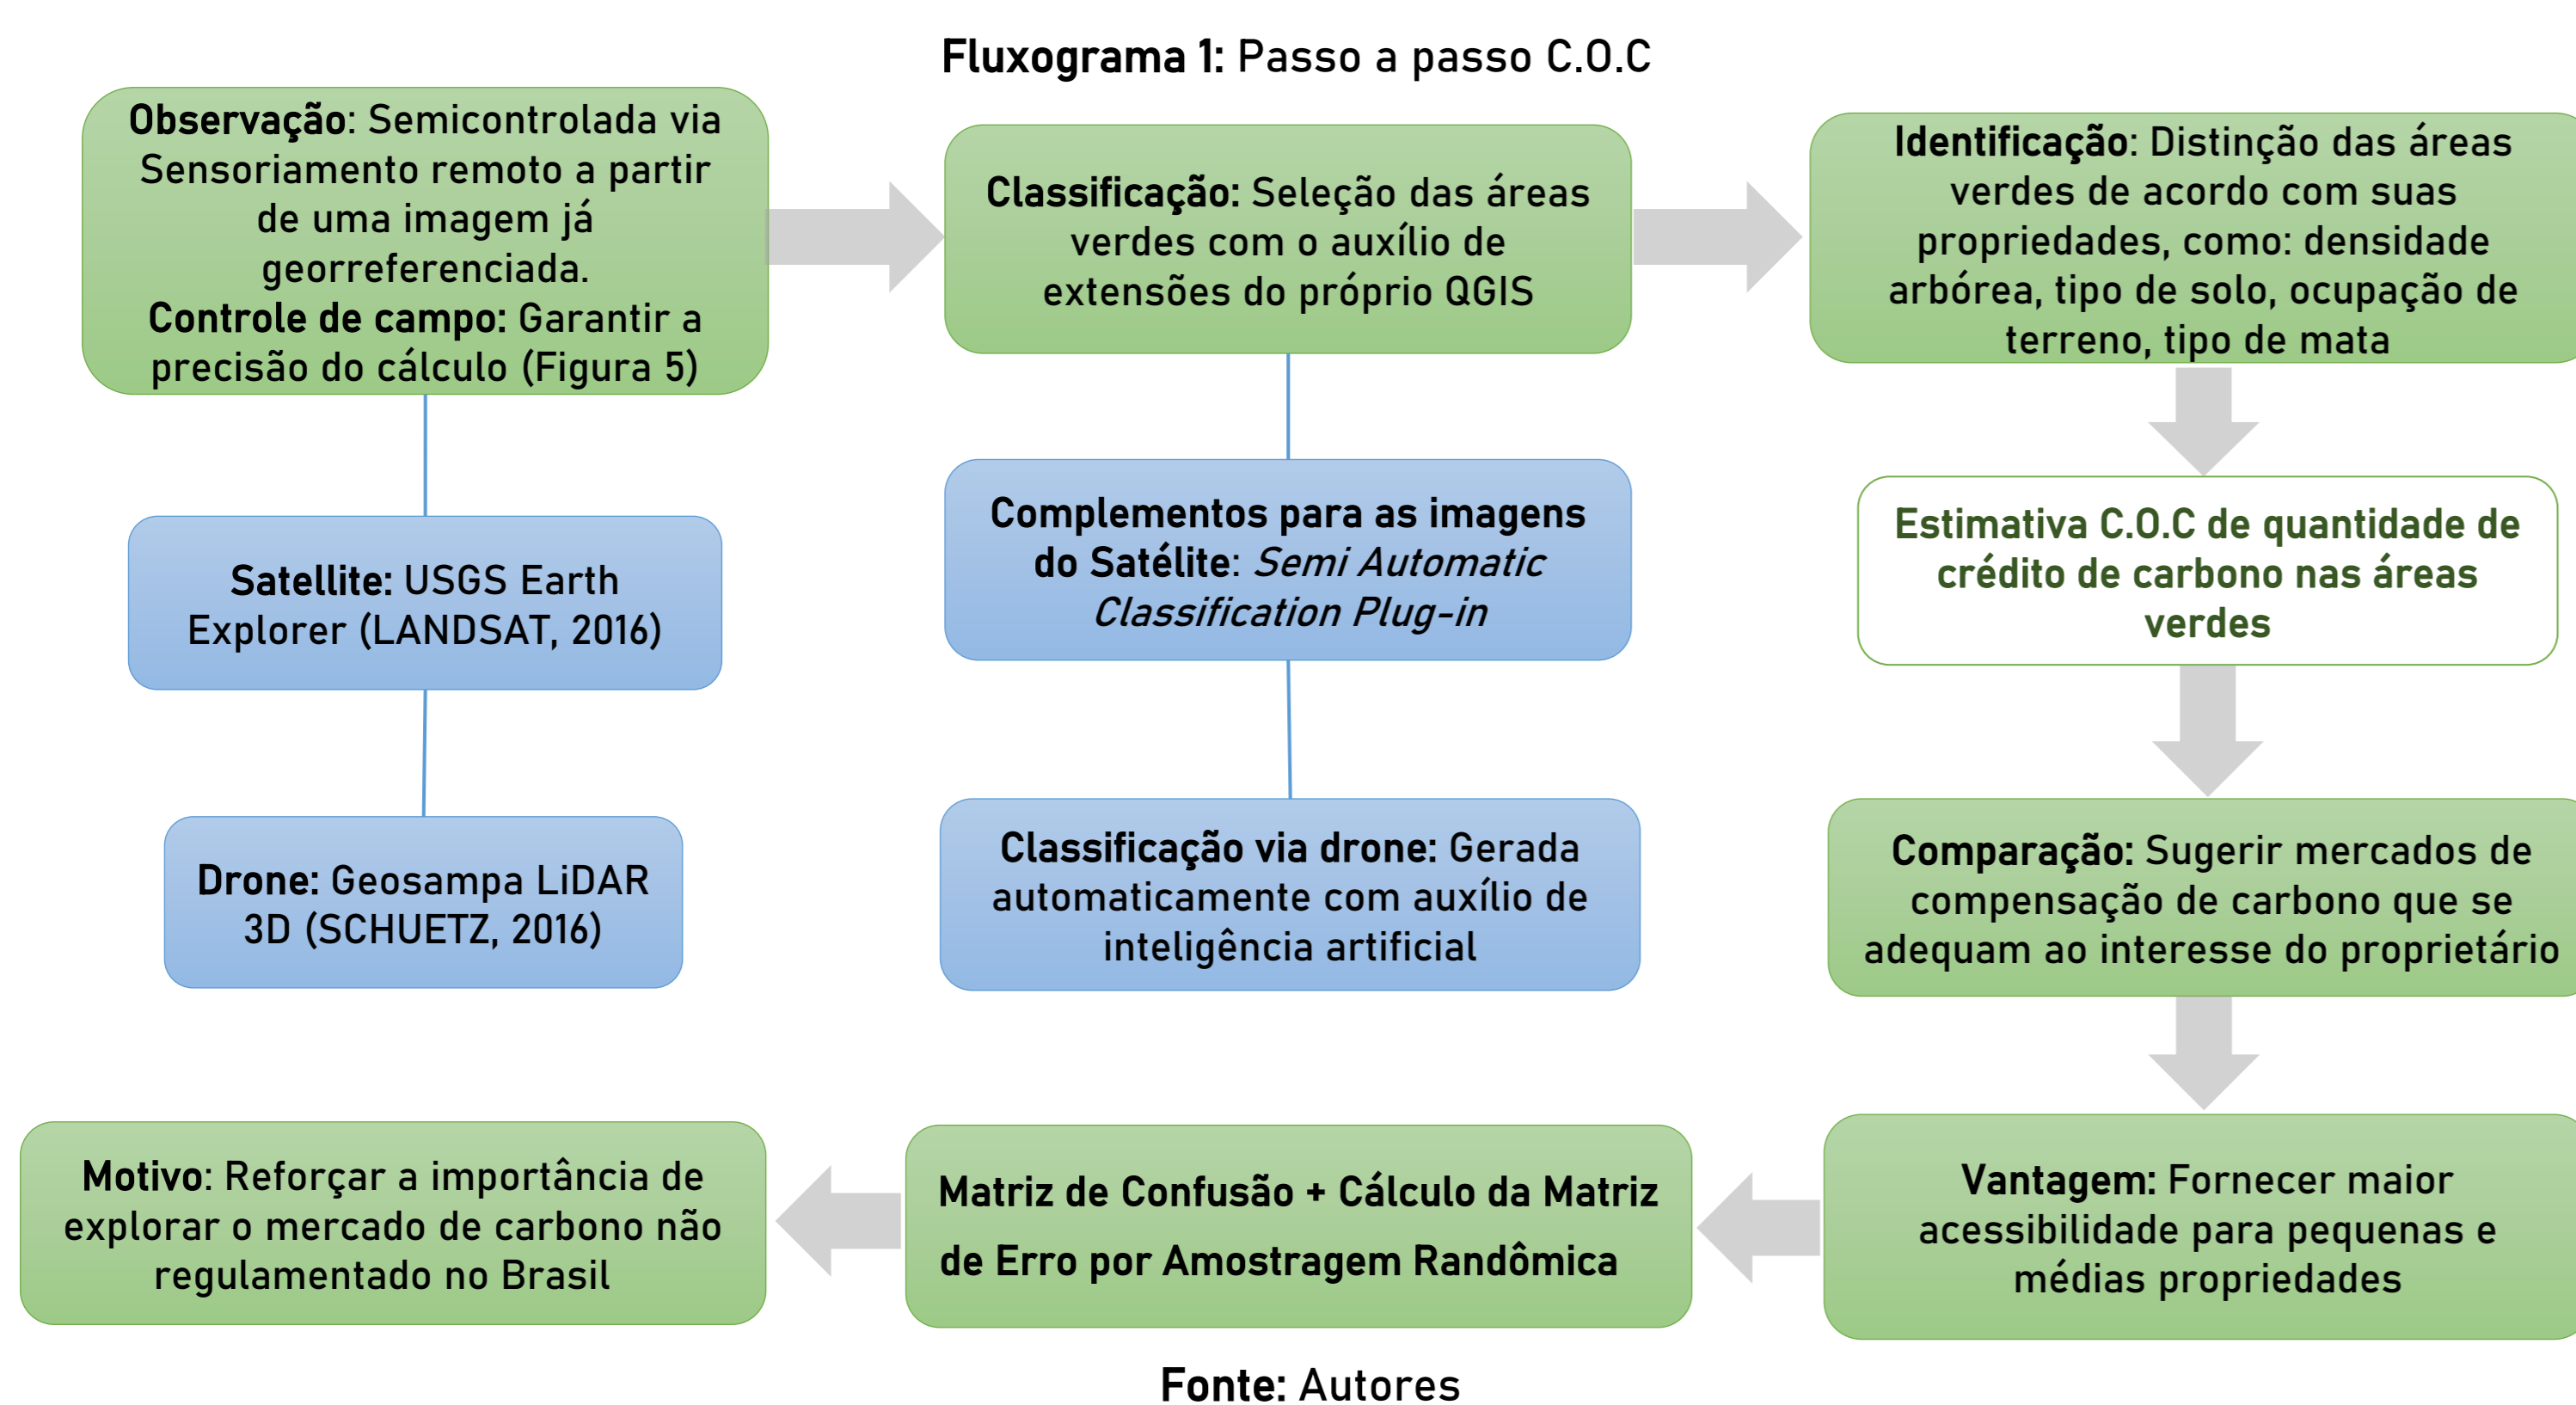 Fluxograma 1: Passo a passo C.O.C
Observação: Semicontrolada via
Sensoriamento remoto a partir
de uma imagem já
georreferenciada.
Controle de campo: Garantir a
precisão do cálculo (Figura 5)
Classificação: Seleção das áreas
verdes com o auxílio de
extensões do próprio QGIS
Identificação: Distinção das áreas
verdes de acordo com suas
propriedades, como: densidade
arbórea, tipo de solo, ocupação de
terreno, tipo de mata
Satellite: USGS Earth
Explorer (LANDSAT, 2016)
Complementos para as imagens
do Satélite: Semi Automatic
Classification Plug-in
Estimativa C.O.C de quantidade de
crédito de carbono nas áreas
verdes
Drone: Geosampa LiDAR
3D (SCHUETZ, 2016)
Classificação via drone: Gerada
automaticamente com auxílio de
inteligência artificial
Comparação: Sugerir mercados de
compensação de carbono que se
adequam ao interesse do proprietário
Vantagem: Fornecer maior
acessibilidade para pequenas e
médias propriedades
Matriz de Confusão + Cálculo da Matriz
de Erro por Amostragem Randômica
Motivo: Reforçar a importância de
explorar o mercado de carbono não
regulamentado no Brasil
Fonte: Autores